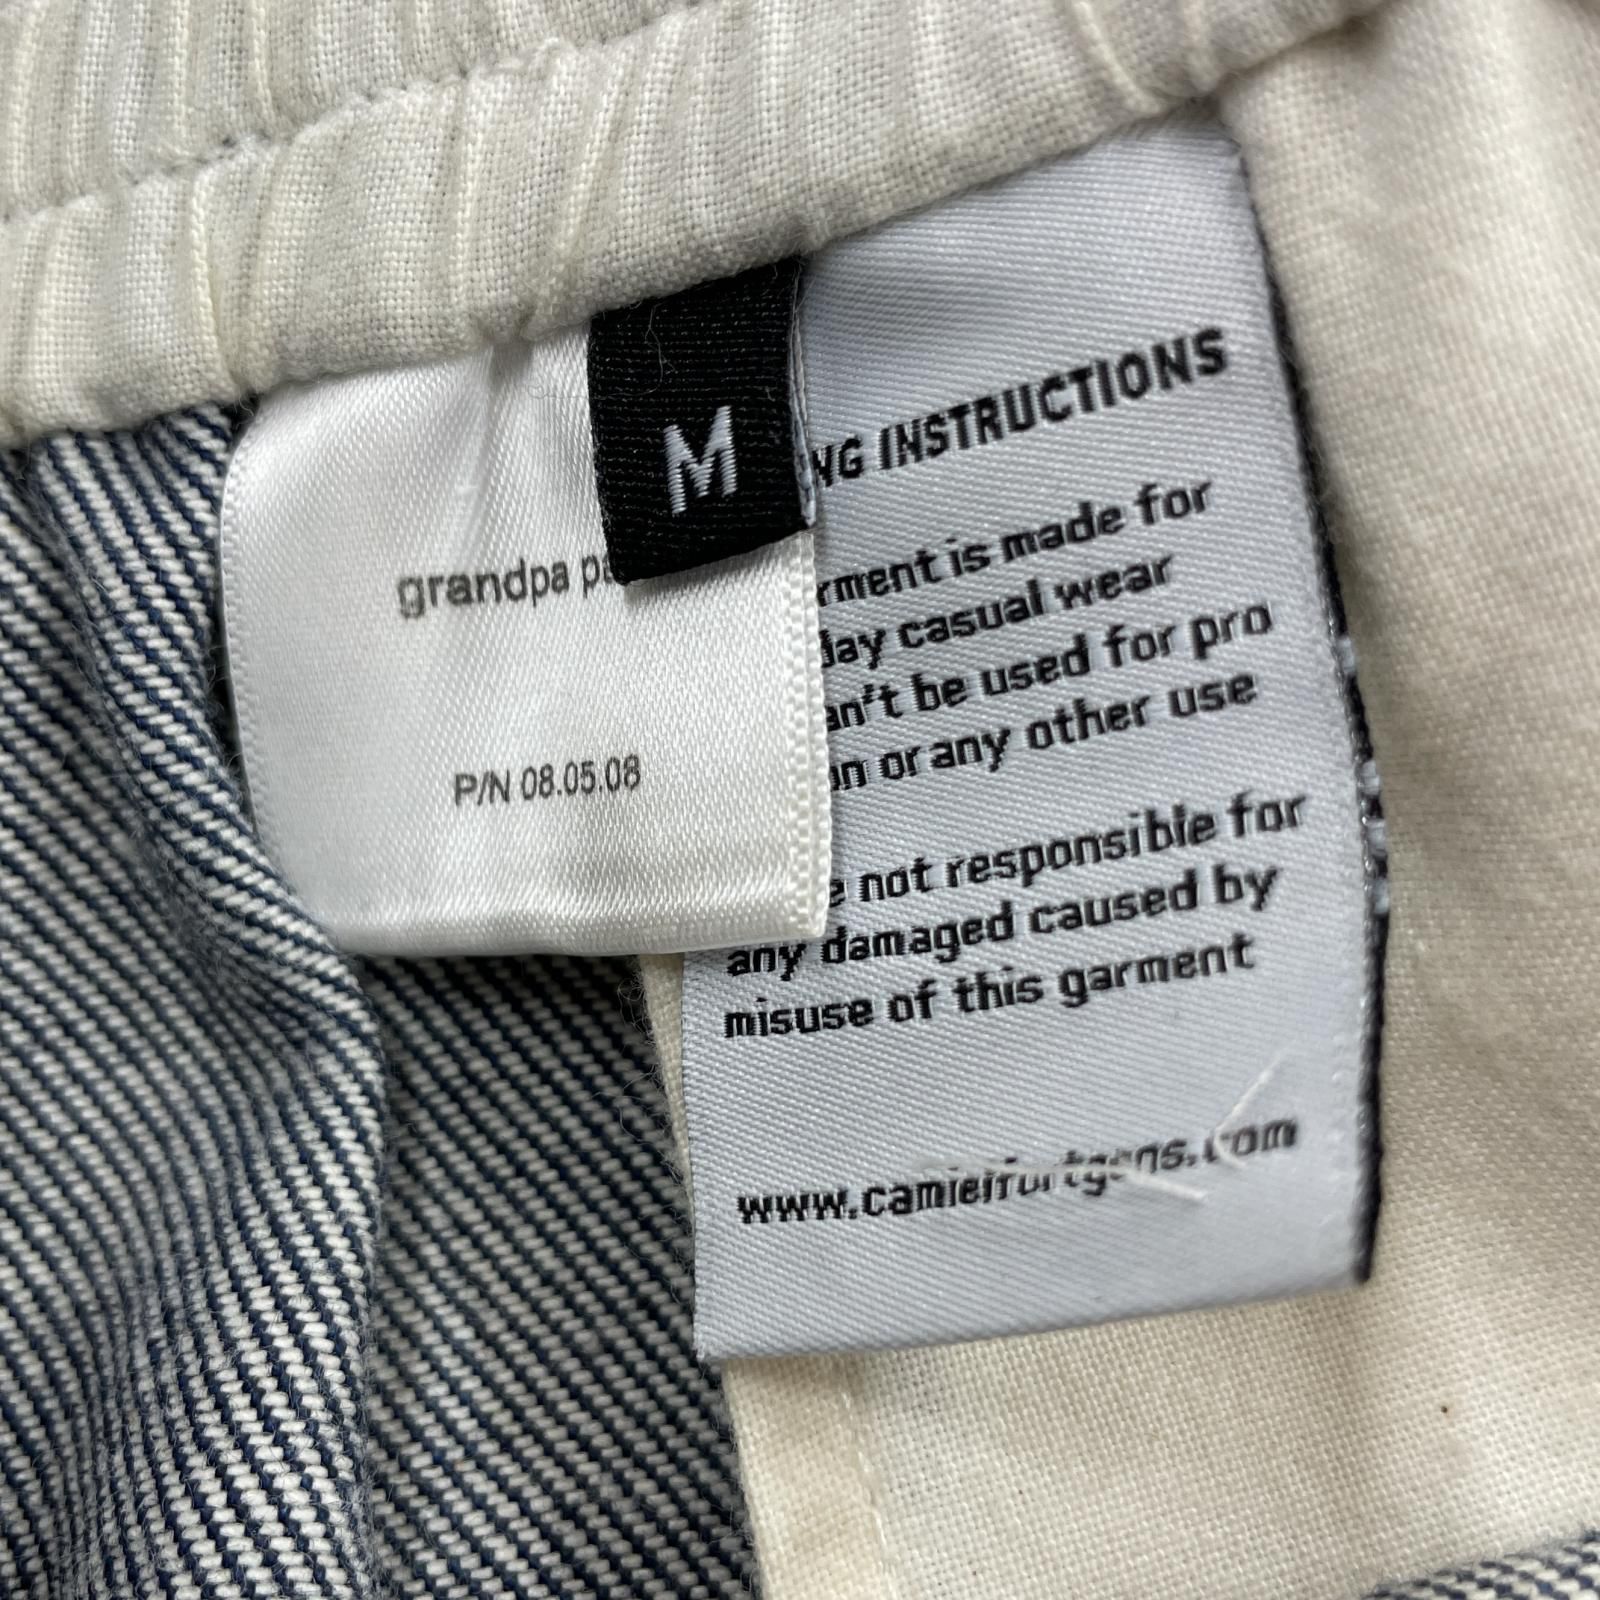 M
grandpa
P/N 08.05.08
NG INSTRUCTIONS
rment is made for
day casual wear
an't be used for pro
on or any other use
e not responsible for
any damaged caused by
misuse of this garment